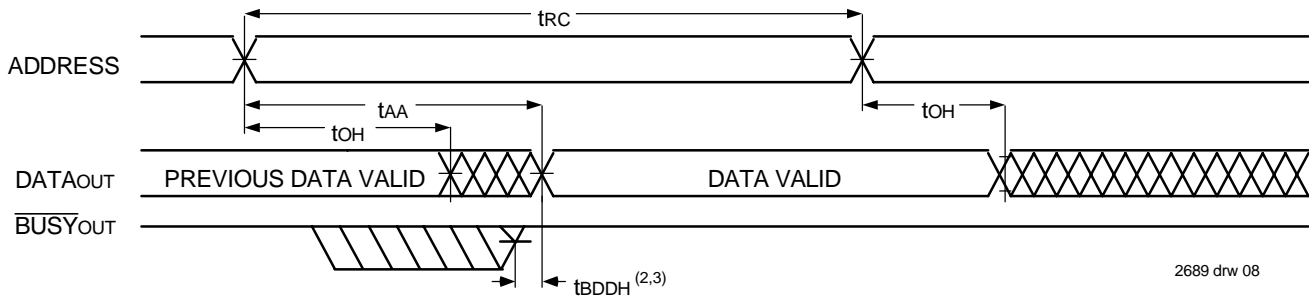 tRC
ADDRESS
tAA
tOH
tOH
DATAOUT
PREVIOUS DATA VALID
DATA VALID
BUSYOUT
tBDDH (2,3)
2689 drw 08